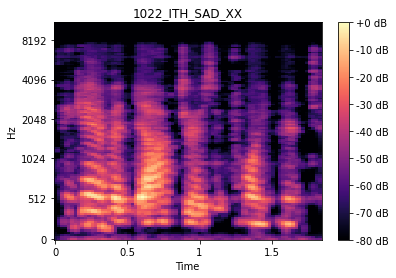 1022_ITH_SAD_XX
8192
4096
2048
1024
512
0
Hz
0
0.5
1
1.5
Time
+0 dB
-10 dB
-20 dB
-30 dB
-40 dB
-50 dB
-60 dB
-70 dB
-80 dB